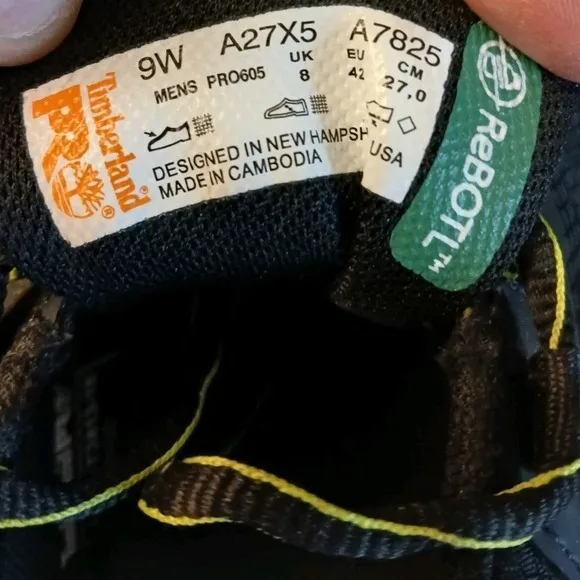 9W A27X5 A7825
MENS PRO605 UK EU CM
8 42 27,0
Timberland®
PRO®
DESIGNED IN NEW HAMPSH USA
MADE IN CAMBODIA
ReBOTL™